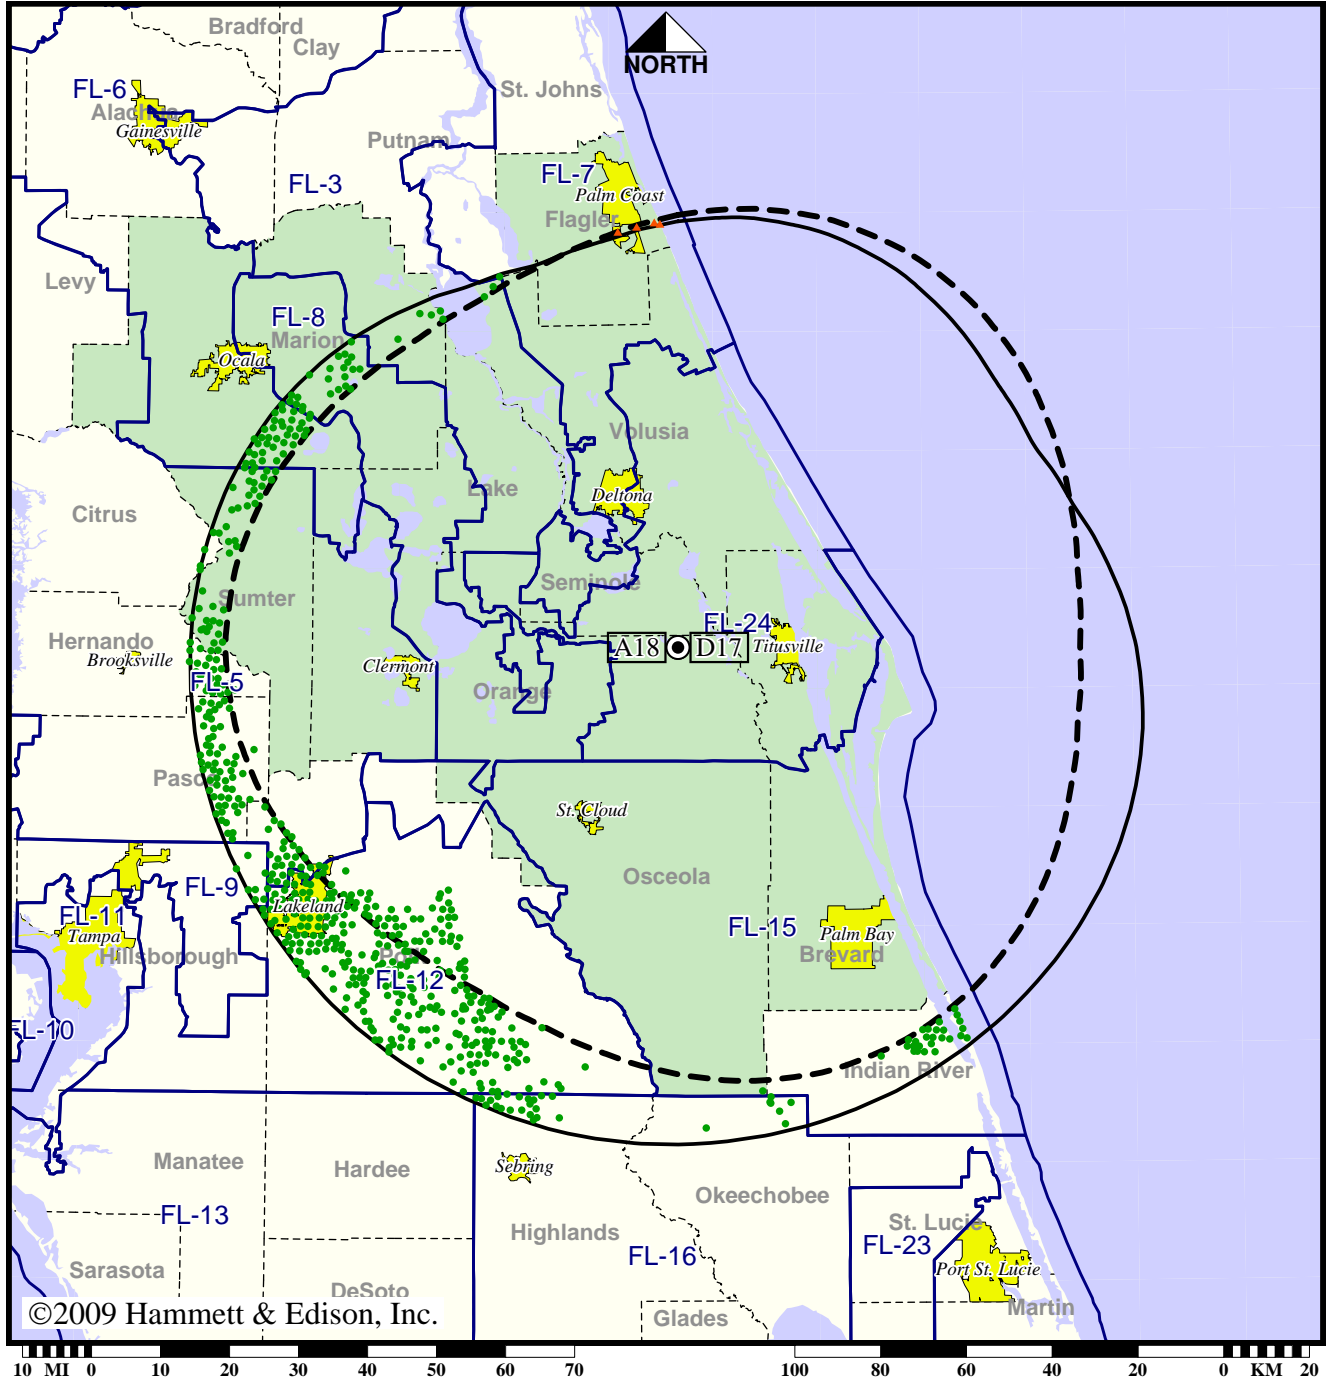 Bradford
Clay
NORTH
FL-6
St. Johns
Alachua
Gainesville
Putnam
FL-7
FL-3
Palm Coast
Flagler
Levy
FL-8
Marion
Ocala
Volusia
Lake
Deltona
Citrus
Seminole
Sumter
FL-24
Hernando
A18
D17
Titusville
Brooksville
Clermont
FL-5
Orange
Pasco
St. Cloud
Osceola
FL-9
Lakeland
FL-11
FL-15
Tampa
Palm Bay
Hillsborough
Polk
Brevard
FL-12
FL-10
Indian River
Manatee
Hardee
Sebring
Okeechobee
FL-13
St. Lucie
Highlands
FL-23
FL-16
Sarasota
Port St. Lucie
DeSoto
©2009 Hammett & Edison, Inc.
Martin
Glades
10 MI 0 10 20 30 40 50 60 70 100 80 60 40 20 0 KM 20